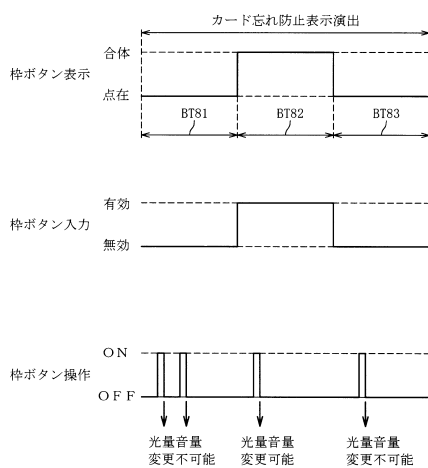 カード忘れ防止表示演出
枠ボタン表示
合体
点在
BT81
BT82
BT83
枠ボタン入力
有効
無効
枠ボタン操作
ON
OFF
光量音量
変更不可能
光量音量
変更可能
光量音量
変更不可能